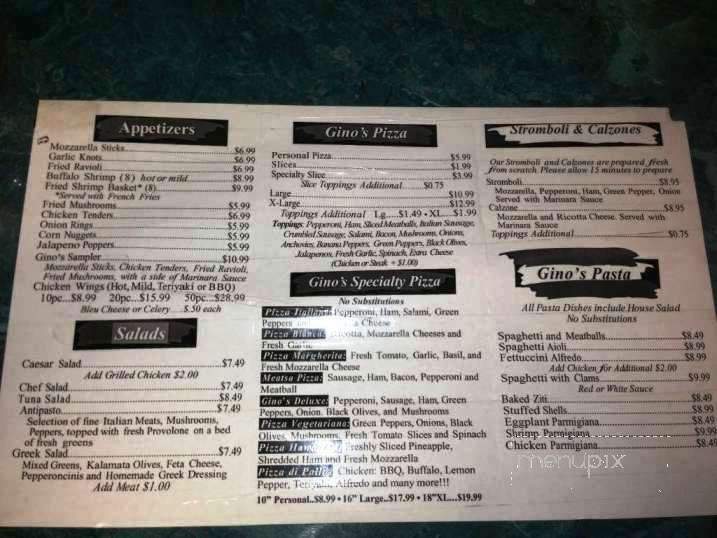 Appetizers
Mozzarella Sticks $6.99
Garlic Knots $6.99
Fried Ravioli $6.99
Buffalo Shrimp (8) hot or mild $8.99
Fried Shrimp Basket* (8) $9.99
*Served with French Fries
Fried Mushrooms $5.99
Chicken Tenders $6.99
Onion Rings $5.99
Corn Nuggets $5.99
Jalapeno Poppers $5.99
Gino's Sampler $10.99
Mozzarella Sticks, Chicken Tenders, Fried Ravioli,
Fried Mushrooms, with a side of Marinara Sauce
Chicken Wings (Hot, Mild, Teriyaki or BBQ)
10pc...$8.99 20pc...$15.99 50pc...$28.99
Bleu Cheese or Celery $.50 each
Salads
Caesar Salad $7.49
Add Grilled Chicken $2.00
Chef Salad $7.49
Tuna Salad $8.49
Antipasto $7.49
Selection of fine Italian Meats, Mushrooms,
Peppers, topped with fresh Provolone on a bed
of fresh greens
Greek Salad $7.49
Mixed Greens, Kalamata Olives, Feta Cheese,
Pepperoncinis and Homemade Greek Dressing
Add Meat $1.00
Gino's Pizza
Personal Pizza $5.99
Slices $1.99
Specialty Slice $3.99
Slice Toppings Additional $0.75
Large $10.99
X-Large $12.99
Toppings Additional Lg...$1.49 • XL...$1.99
Toppings: Pepperoni, Ham, Sliced Meatballs, Italian Sausage,
Crumbled Sausage, Salami, Bacon, Mushrooms, Onions,
Anchovies, Banana Peppers, Green Peppers, Black Olives,
Jalapenos, Fresh Garlic, Spinach, Extra Cheese
(Chicken or Steak + $1.00)
Gino's Specialty Pizza
No Substitutions
Pizza Italian Pepperoni, Ham, Salami, Green
Peppers Cheese
Pizza Bianca: Ricotta, Mozzarella Cheeses and
Fresh Garlic
Pizza Margherita: Fresh Tomato, Garlic, Basil, and
Fresh Mozzarella Cheese
Meatsa Pizza: Sausage, Ham, Bacon, Pepperoni and
Meatball
Gino's Deluxe: Pepperoni, Sausage, Ham, Green
Peppers, Onion, Black Olives, and Mushrooms
Pizza Vegetariana: Green Peppers, Onions, Black
Olives, Mushrooms, Fresh Tomato Slices and Spinach
Pizza Freshly Sliced Pineapple,
Shredded Ham and Fresh Mozzarella
Pizza di Pollo: Chicken: BBQ, Buffalo, Lemon
Pepper, Teriyaki, Alfredo and many more!!!
10" Personal..$8.99 • 16" Large..$17.99 • 18"XL....$19.99
Stromboli & Calzones
Our Stromboli and Calzones are prepared fresh
from scratch. Please allow 15 minutes to prepare
Stromboli $8.95
Mozzarella, Pepperoni, Ham, Green Pepper, Onion
Served with Marinara Sauce
Calzone $8.95
Mozzarella and Ricotta Cheese. Served with
Marinara Sauce
Toppings Additional $0.75
Gino's Pasta
All Pasta Dishes include House Salad
No Substitutions
Spaghetti and Meatballs $8.49
Spaghetti Aioli $8.99
Fettuccini Alfredo $8.99
Add Chicken for Additional $2.00
Spaghetti with Clams $9.99
Red or White Sauce
Baked Ziti $8.49
Stuffed Shells $8.99
Eggplant Parmigiana $8.49
Shrimp Parmigiana $9.99
Chicken Parmigiana $8.49
menupix